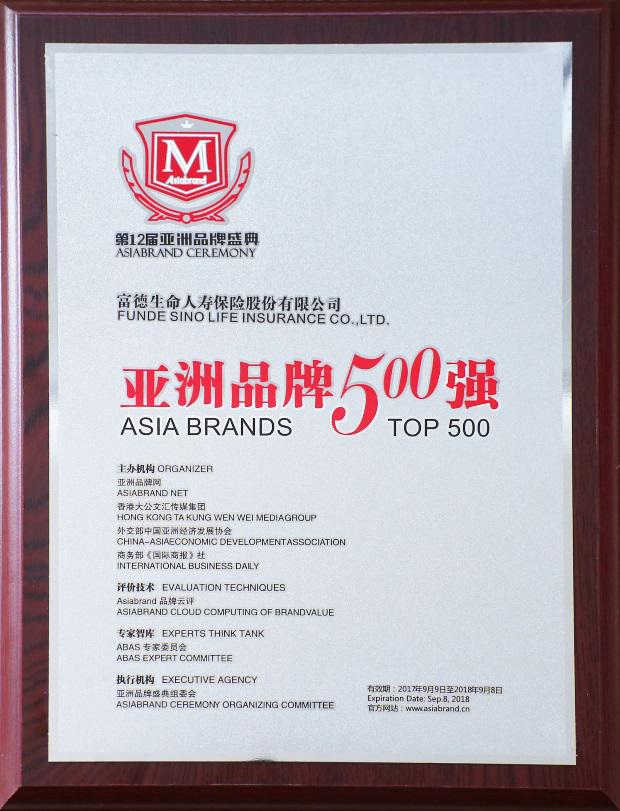 M
Asiabrand
第12届亚洲品牌盛典
ASIABRAND CEREMONY
富德生命人寿保险股份有限公司
FUNDE SINO LIFE INSURANCE CO.,LTD.
亚洲品牌500强
ASIA BRANDS TOP 500
主办机构 ORGANIZER
亚洲品牌网
ASIABRAND NET
香港大公文汇传媒集团
HONG KONG TA KUNG WEN WEI MEDIAGROUP
外交部中国亚洲经济发展协会
CHINA-ASIAECONOMIC DEVELOPMENTASSOCIATION
商务部《国际商报》社
INTERNATIONAL BUSINESS DAILY
评价技术 EVALUATION TECHNIQUES
Asiabrand 品牌云评
ASIABRAND CLOUD COMPUTING OF BRANDVALUE
专家智库 EXPERTS THINK TANK
ABAS 专家委员会
ABAS EXPERT COMMITTEE
执行机构 EXECUTIVE AGENCY
亚洲品牌盛典组委会
ASIABRAND CEREMONY ORGANIZING COMMITTEE
有效期：2017年9月9日至2018年9月8日
Expiration Date: Sep.8, 2018
官方网站：www.asiabrand.cn